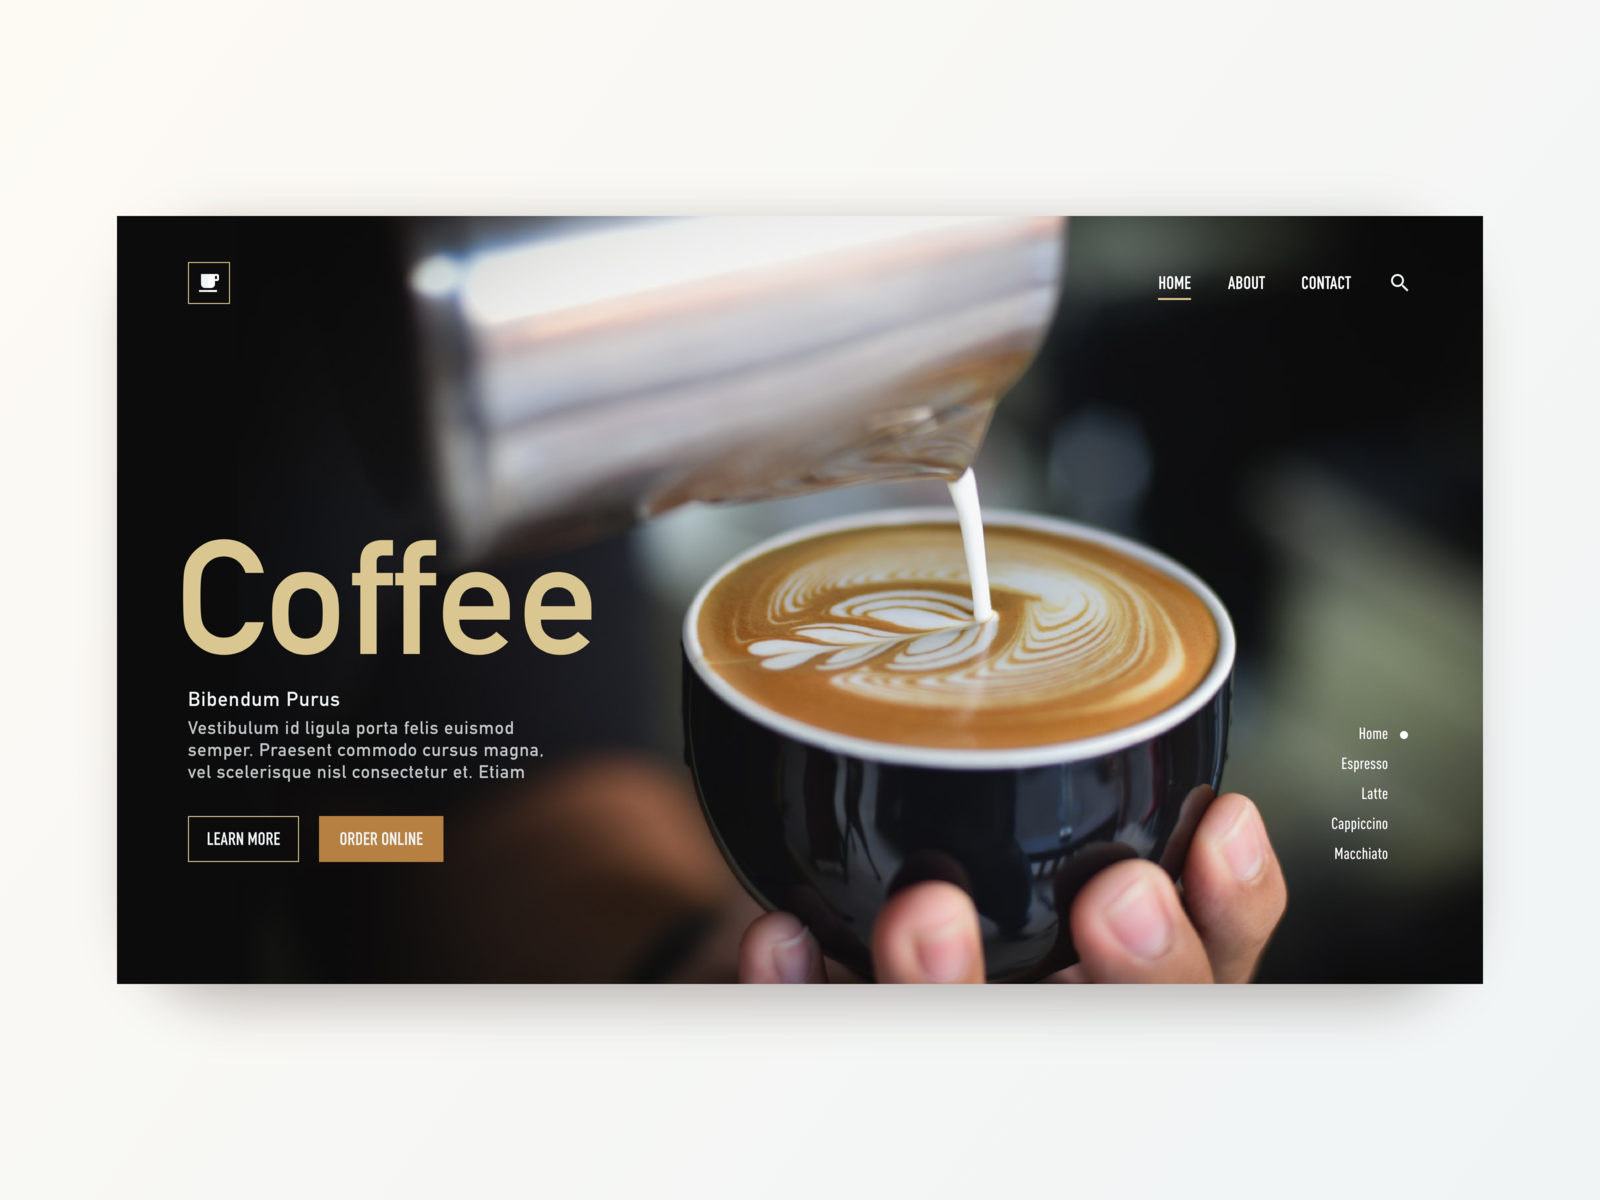 HOME ABOUT CONTACT
Coffee
Bibendum Purus
Vestibulum id ligula porta felis euismod
semper. Praesent commodo cursus magna,
vel scelerisque nisl consectetur et. Etiam
LEARN MORE ORDER ONLINE
Home
Espresso
Latte
Cappiccino
Macchiato